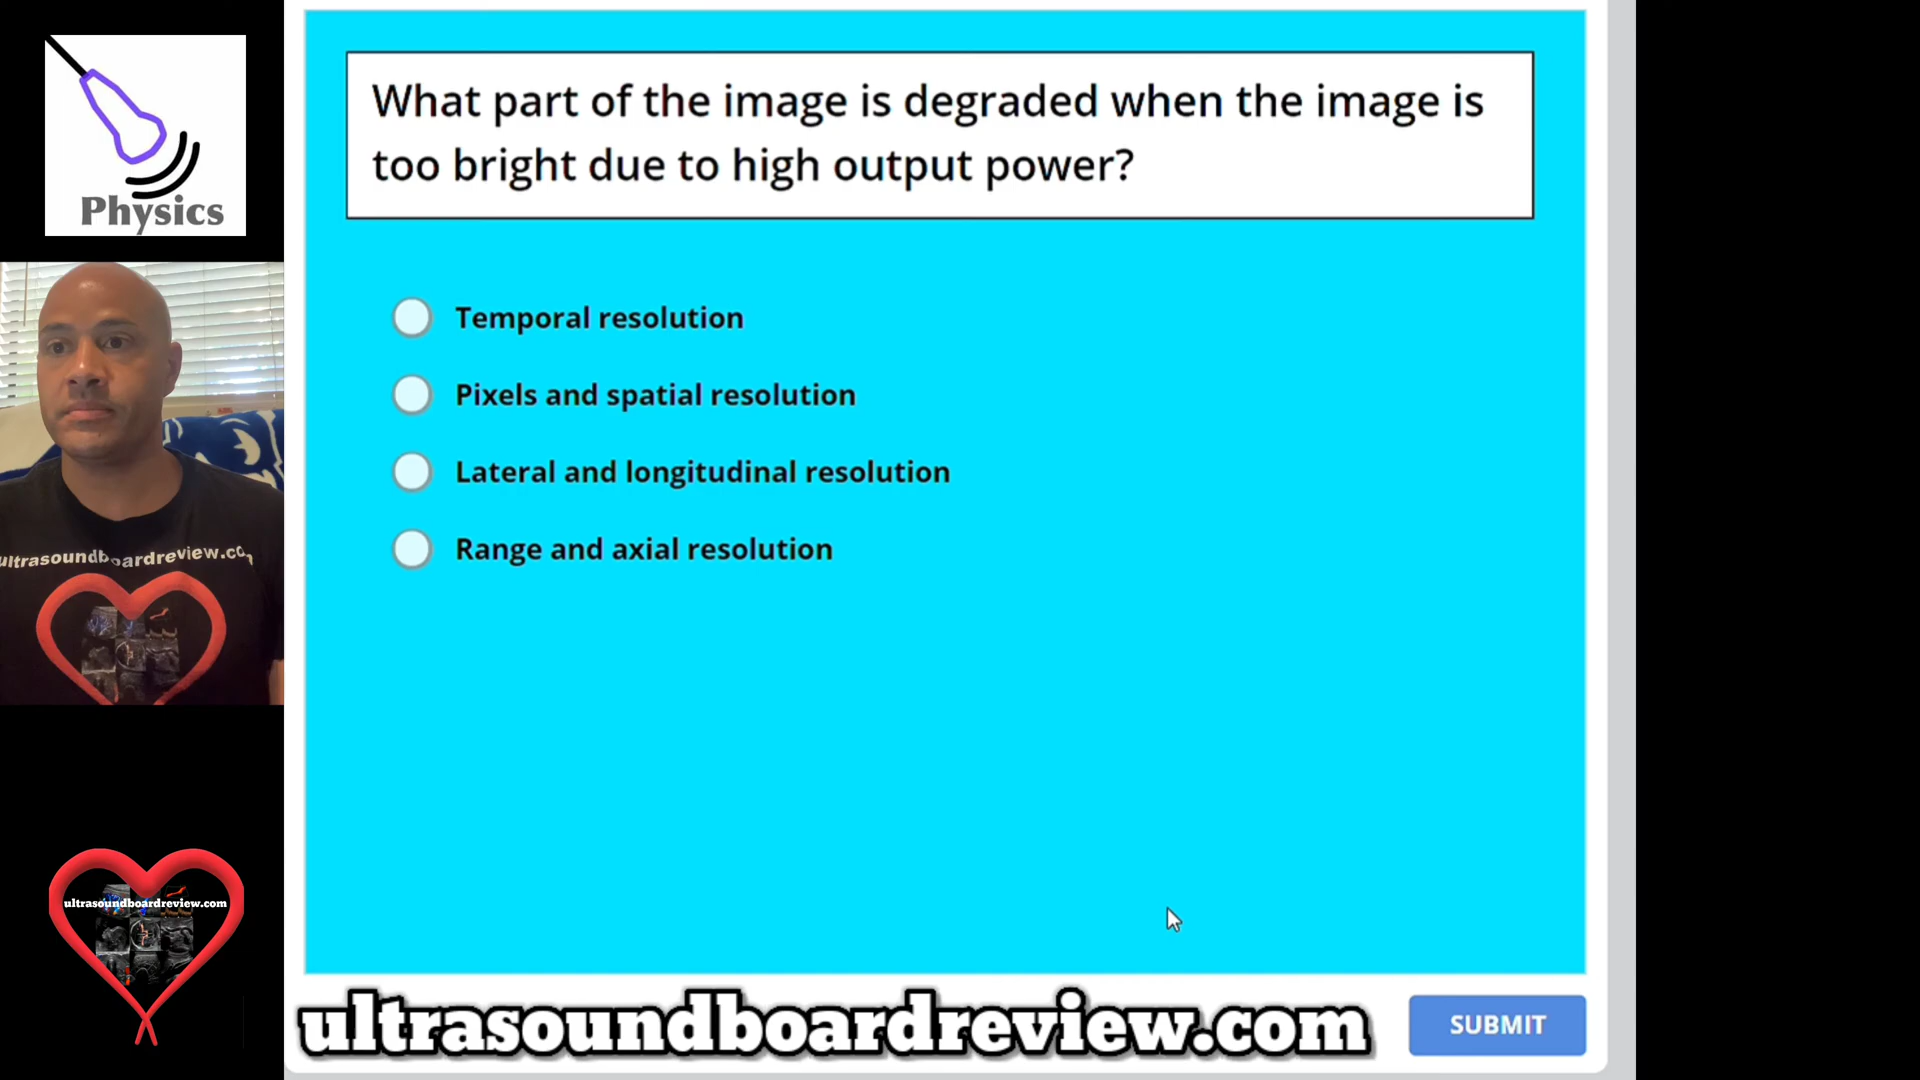 Physics
What part of the image is degraded when the image is
too bright due to high output power?
Temporal resolution
Pixels and spatial resolution
Lateral and longitudinal resolution
Range and axial resolution
ultrasoundboardreview.co
ultrasoundboardreview.com
ultrasoundboardreview.com
SUBMIT